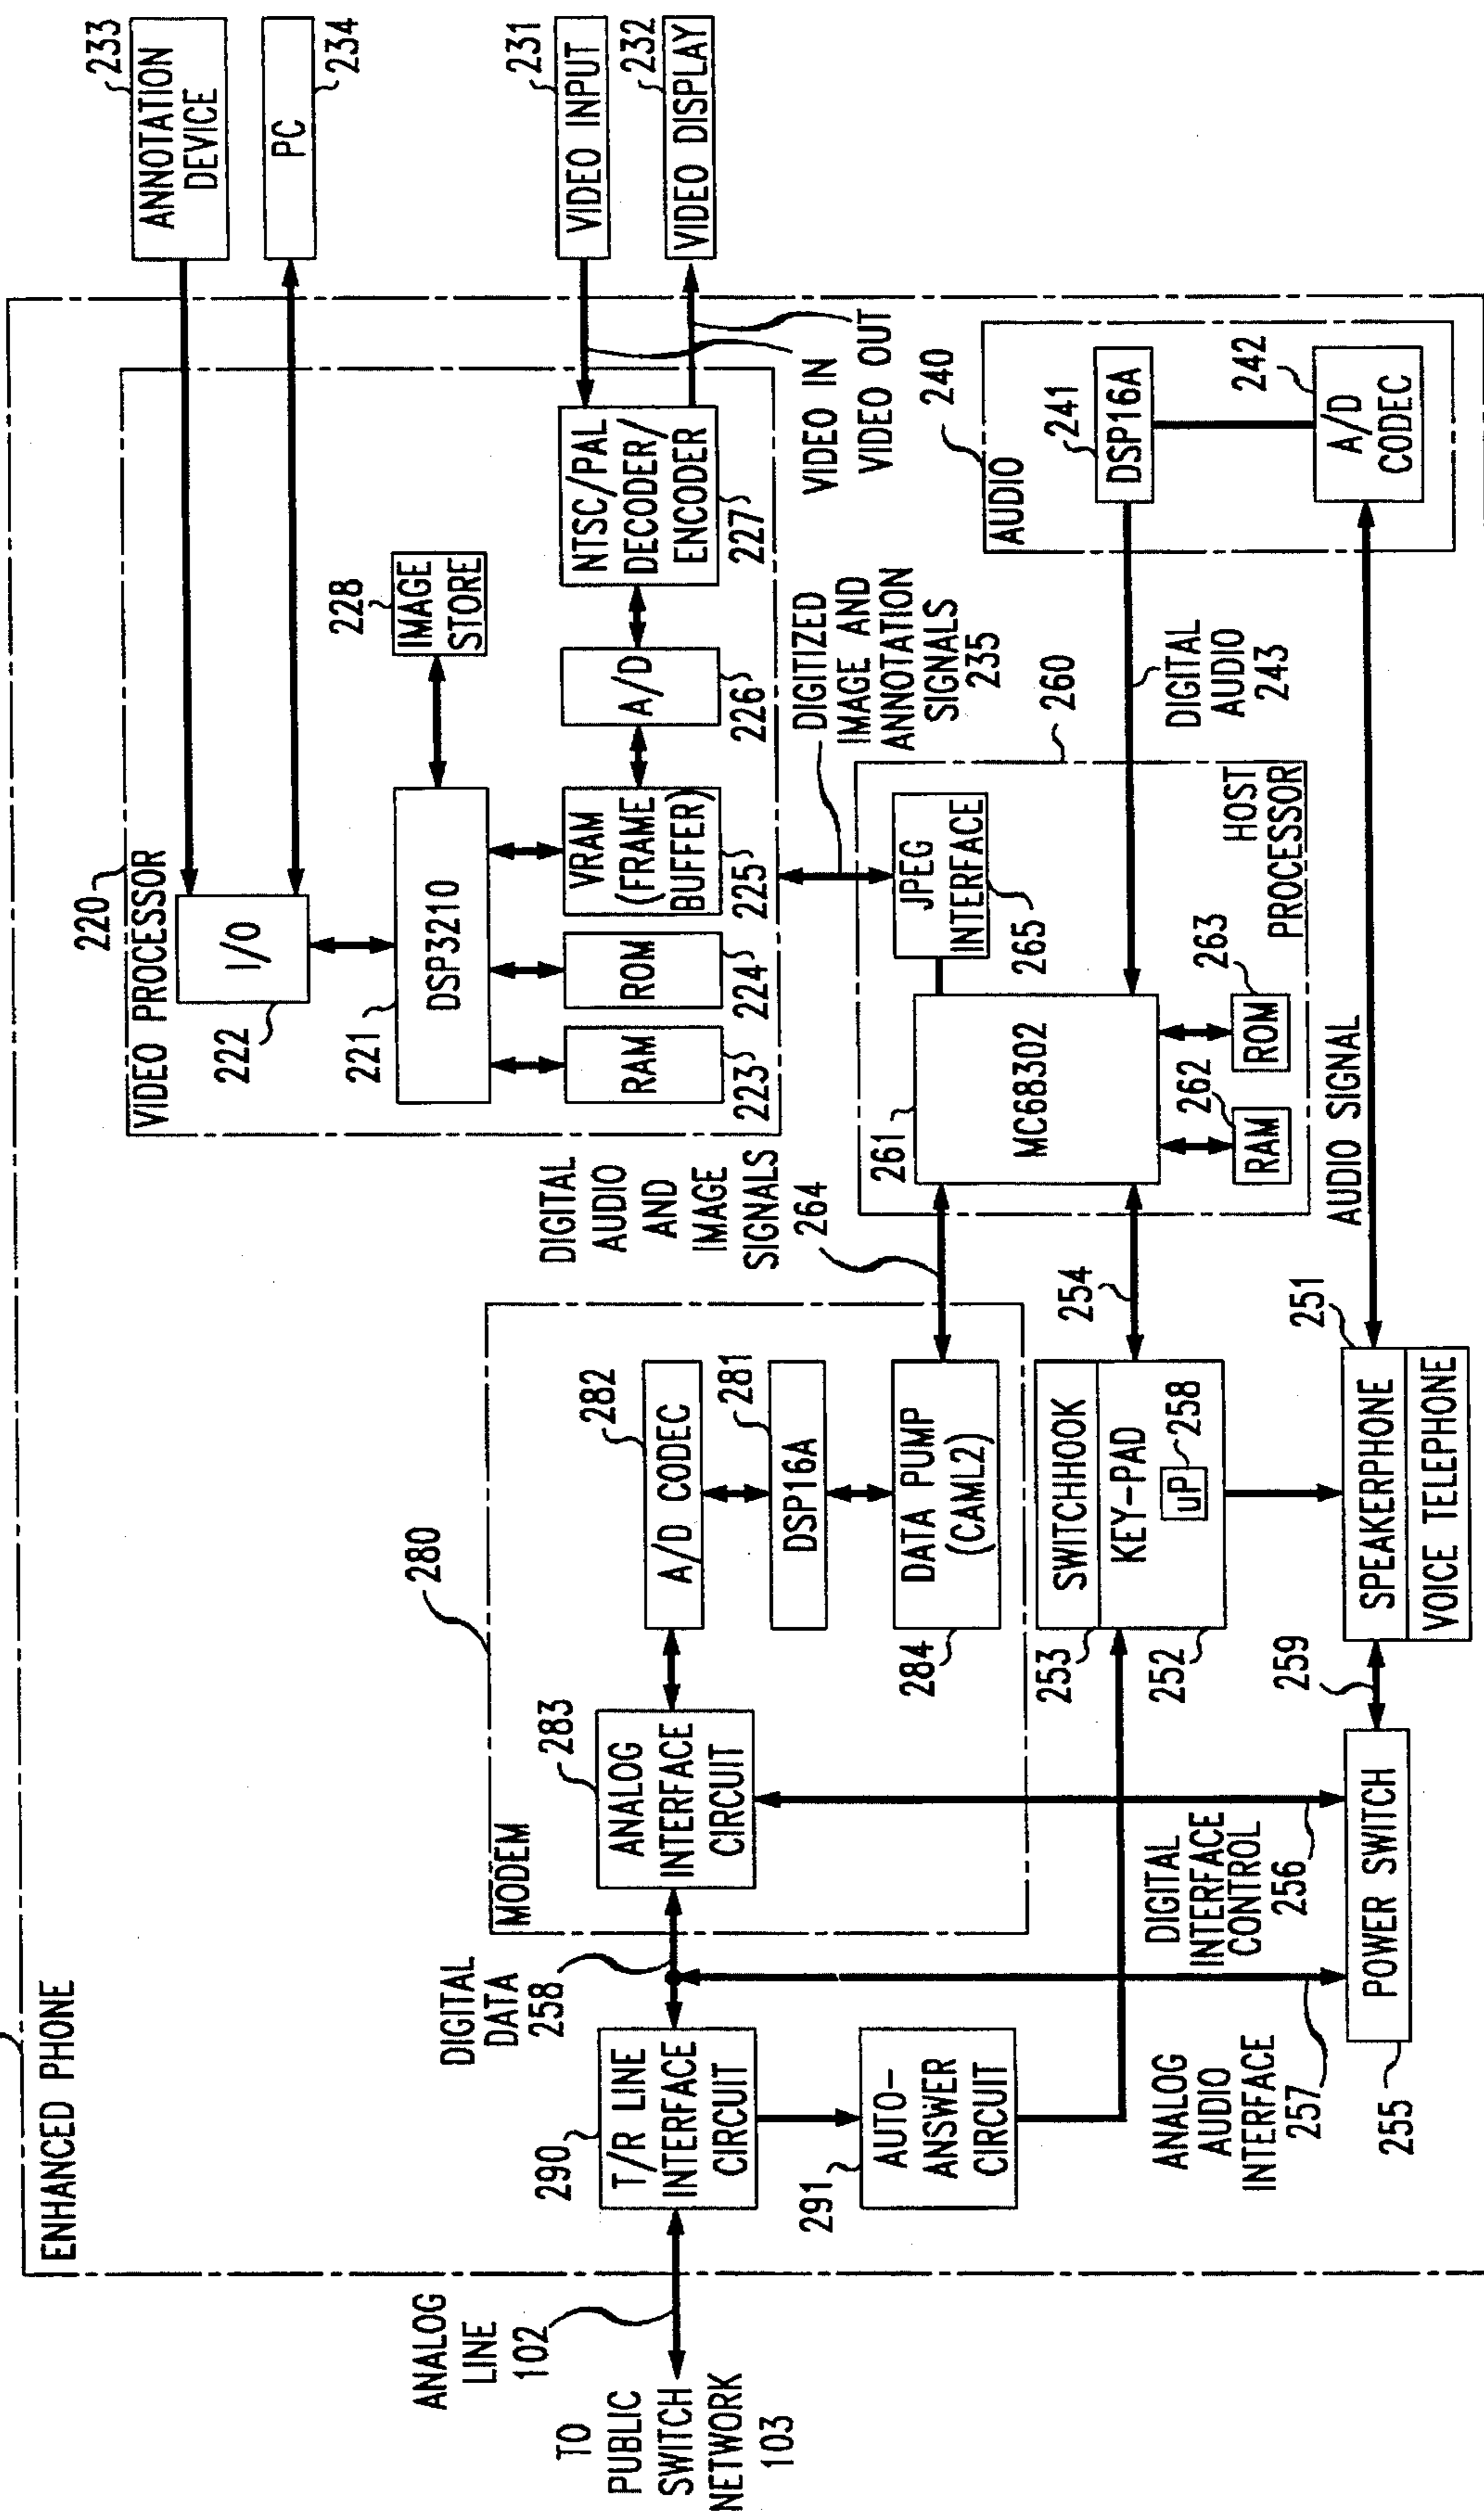 ENHANCED PHONE
ANALOG
LINE
102
TO
PUBLIC
SWITCH
NETWORK
103
290
T/R LINE
INTERFACE
CIRCUIT
291
AUTO-
ANSWER
CIRCUIT
DIGITAL
DATA
258
ANALOG
AUDIO
INTERFACE
257
255
POWER SWITCH
DIGITAL
INTERFACE
CONTROL
256
259
280
MODEM
283
ANALOG
INTERFACE
CIRCUIT
282
A/D CODEC
281
DSP16A
DATA PUMP
(CAML2)
284
253
SWITCHHOOK
KEY-PAD
uP
258
252
254
251
SPEAKERPHONE
VOICE TELEPHONE
DIGITAL
AUDIO
AND
IMAGE
SIGNALS
264
220
VIDEO PROCESSOR
222
I/O
221
DSP3210
228
IMAGE
STORE
RAM
223
ROM
224
VRAM
(FRAME
BUFFER)
225
A/D
226
NTSC/PAL
DECODER/
ENCODER
227
233
ANNOTATION
DEVICE
PC
234
231
VIDEO INPUT
232
VIDEO DISPLAY
VIDEO IN
VIDEO OUT
DIGITIZED
IMAGE AND
ANNOTATION
SIGNALS
235
260
JPEG
INTERFACE
265
261
MC68302
262
RAM
263
ROM
HOST
PROCESSOR
DIGITAL
AUDIO
243
240
AUDIO
241
DSP16A
242
A/D
CODEC
AUDIO SIGNAL